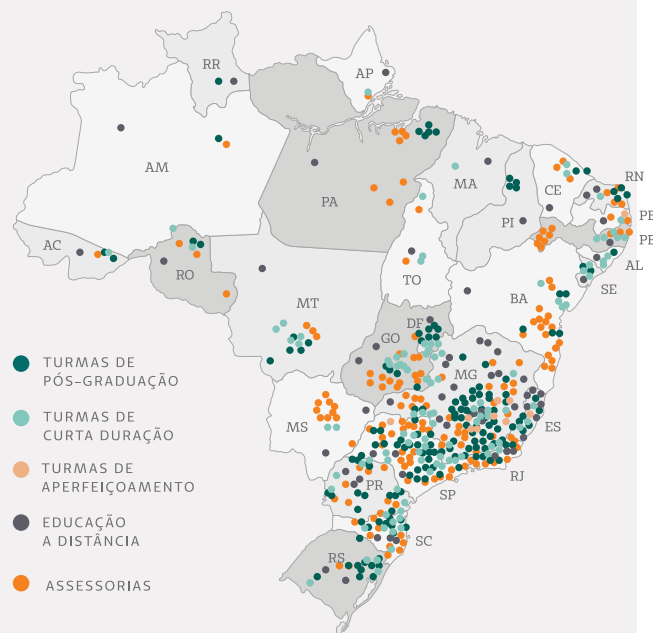 RR
AP
AM
PA
MA
CE
RN
PB
PE
PI
AL
SE
AC
RO
TO
BA
MT
DF
GO
MG
MS
ES
RJ
SP
PR
SC
RS
TURMAS DE
PÓS–GRADUAÇÃO
TURMAS DE
CURTA DURAÇÃO
TURMAS DE
APERFEIÇOAMENTO
EDUCAÇÃO
A DISTÂNCIA
ASSESSORIAS